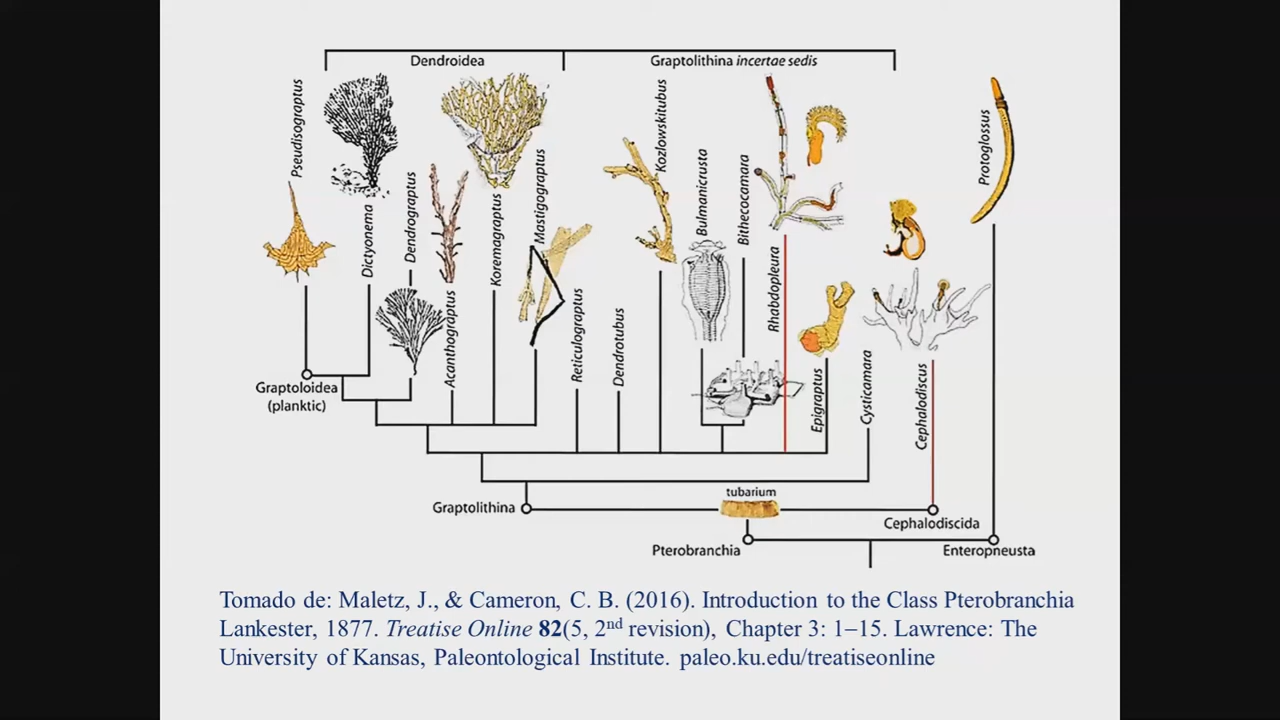 Dendroidea
Graptolithina incertae sedis
Pseudisograptus
Dictyonema
Dendrograptus
Acanthograptus
Koremagraptus
Mastigograptus
Reticulograptus
Dendrotubus
Kozlowskitubus
Bulmanicrusta
Bithecocamara
Rhabdopleura
Epigraptus
Cysticamara
Cephalodiscus
Protoglossus
Graptoloidea
(planktic)
tubarium
Graptolithina
Cephalodiscida
Pterobranchia
Enteropneusta
Tomado de: Maletz, J., & Cameron, C. B. (2016). Introduction to the Class Pterobranchia
Lankester, 1877. Treatise Online 82(5, 2nd revision), Chapter 3: 1–15. Lawrence: The
University of Kansas, Paleontological Institute. paleo.ku.edu/treatiseonline